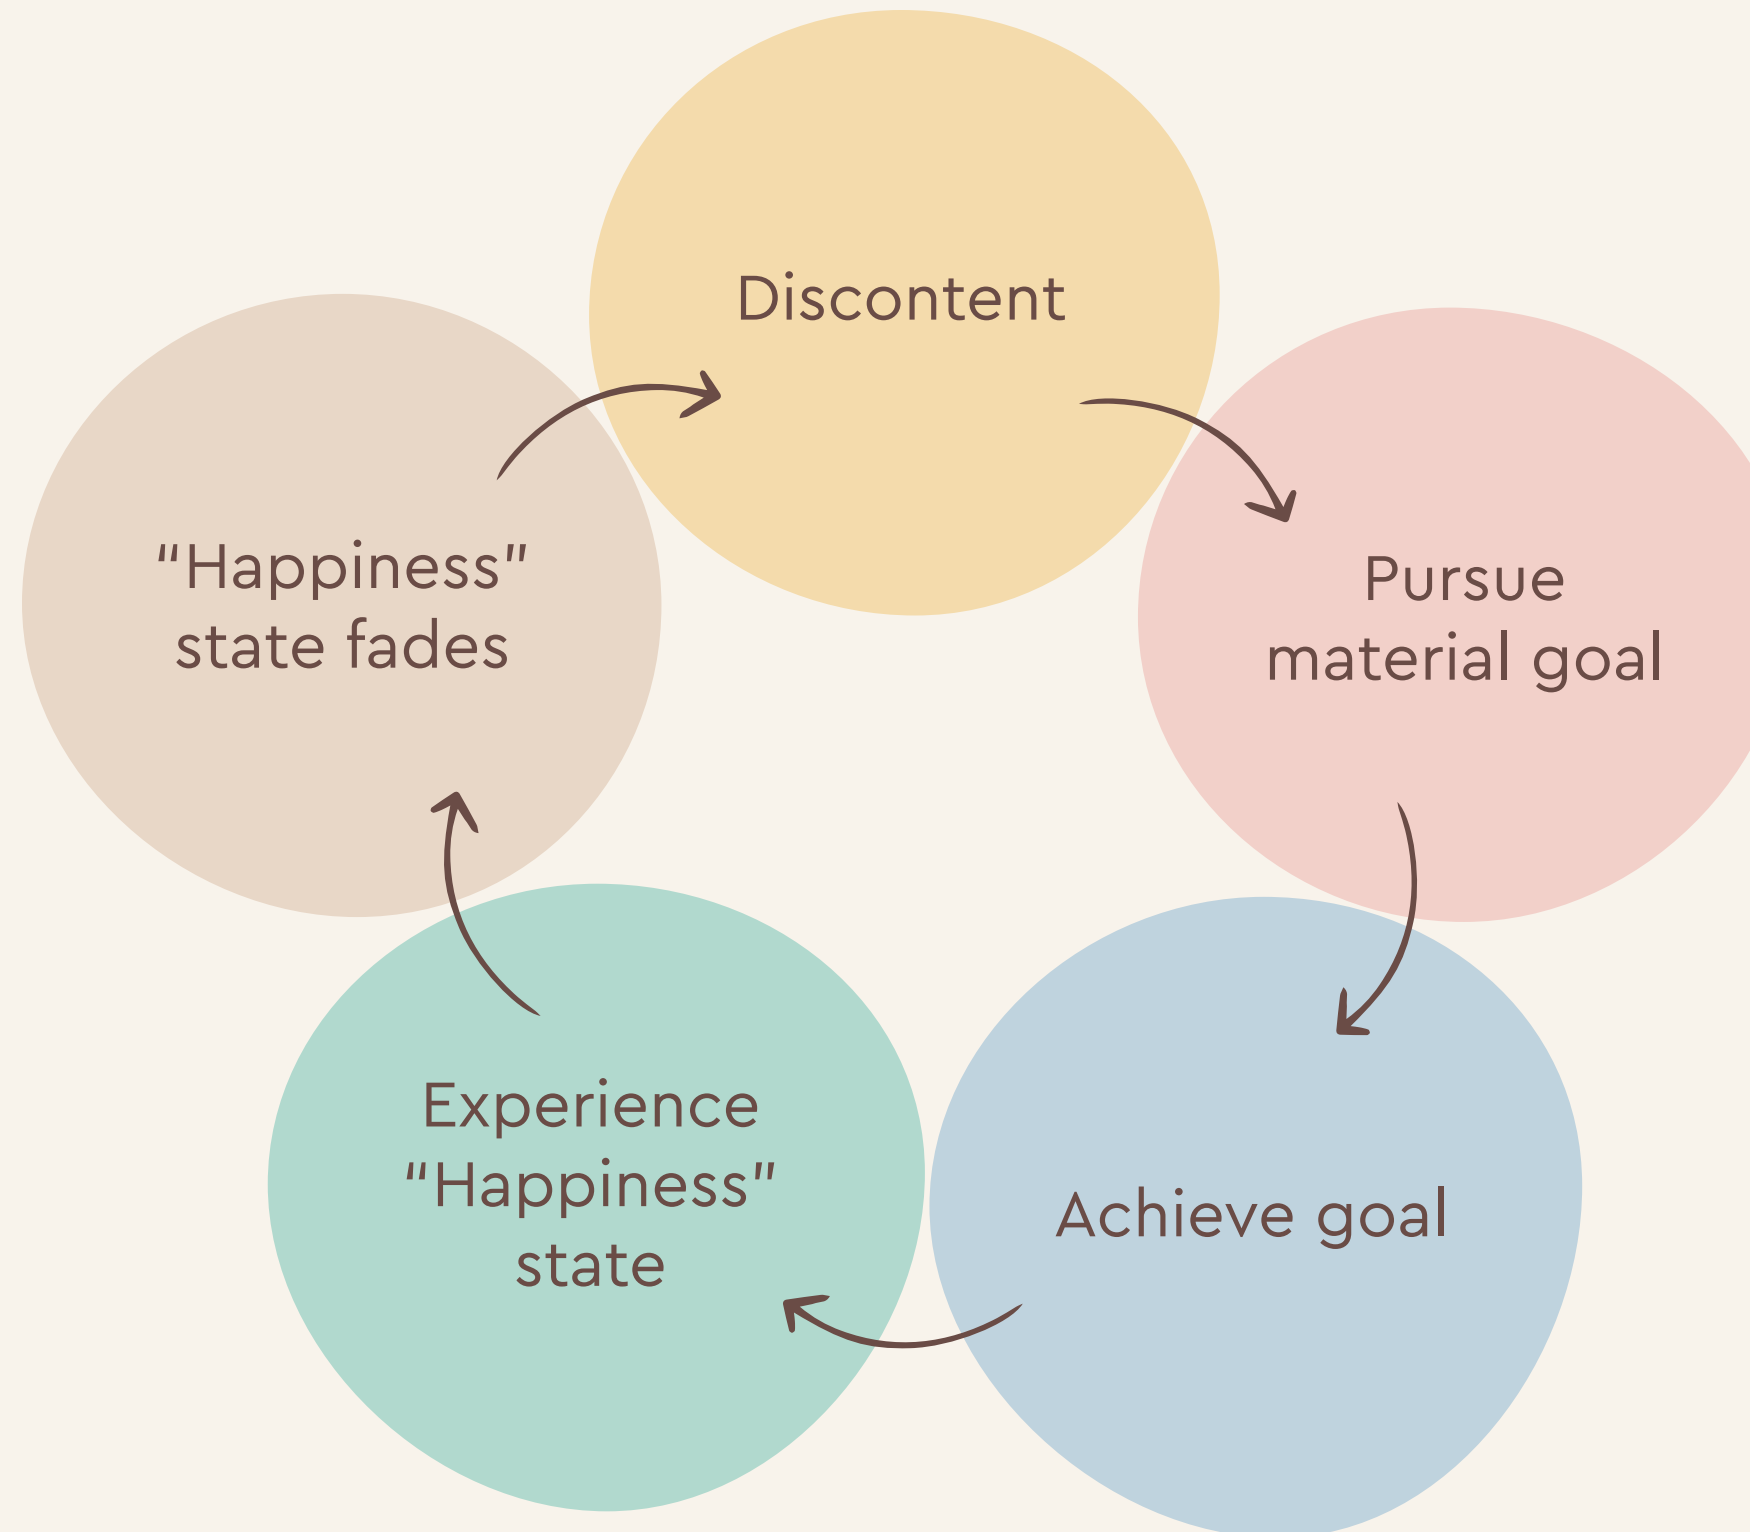 Discontent
Pursue
material goal
Achieve goal
Experience
“Happiness”
state
“Happiness”
state fades